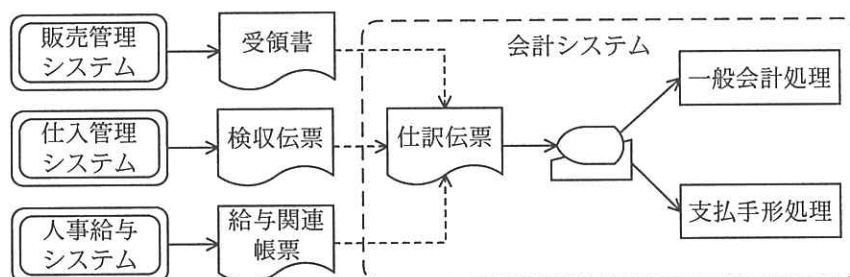 販売管理
システム
受領書
会計システム
一般会計処理
仕入管理
システム
検収伝票
仕訳伝票
人事給与
システム
給与関連
帳票
支払手形処理